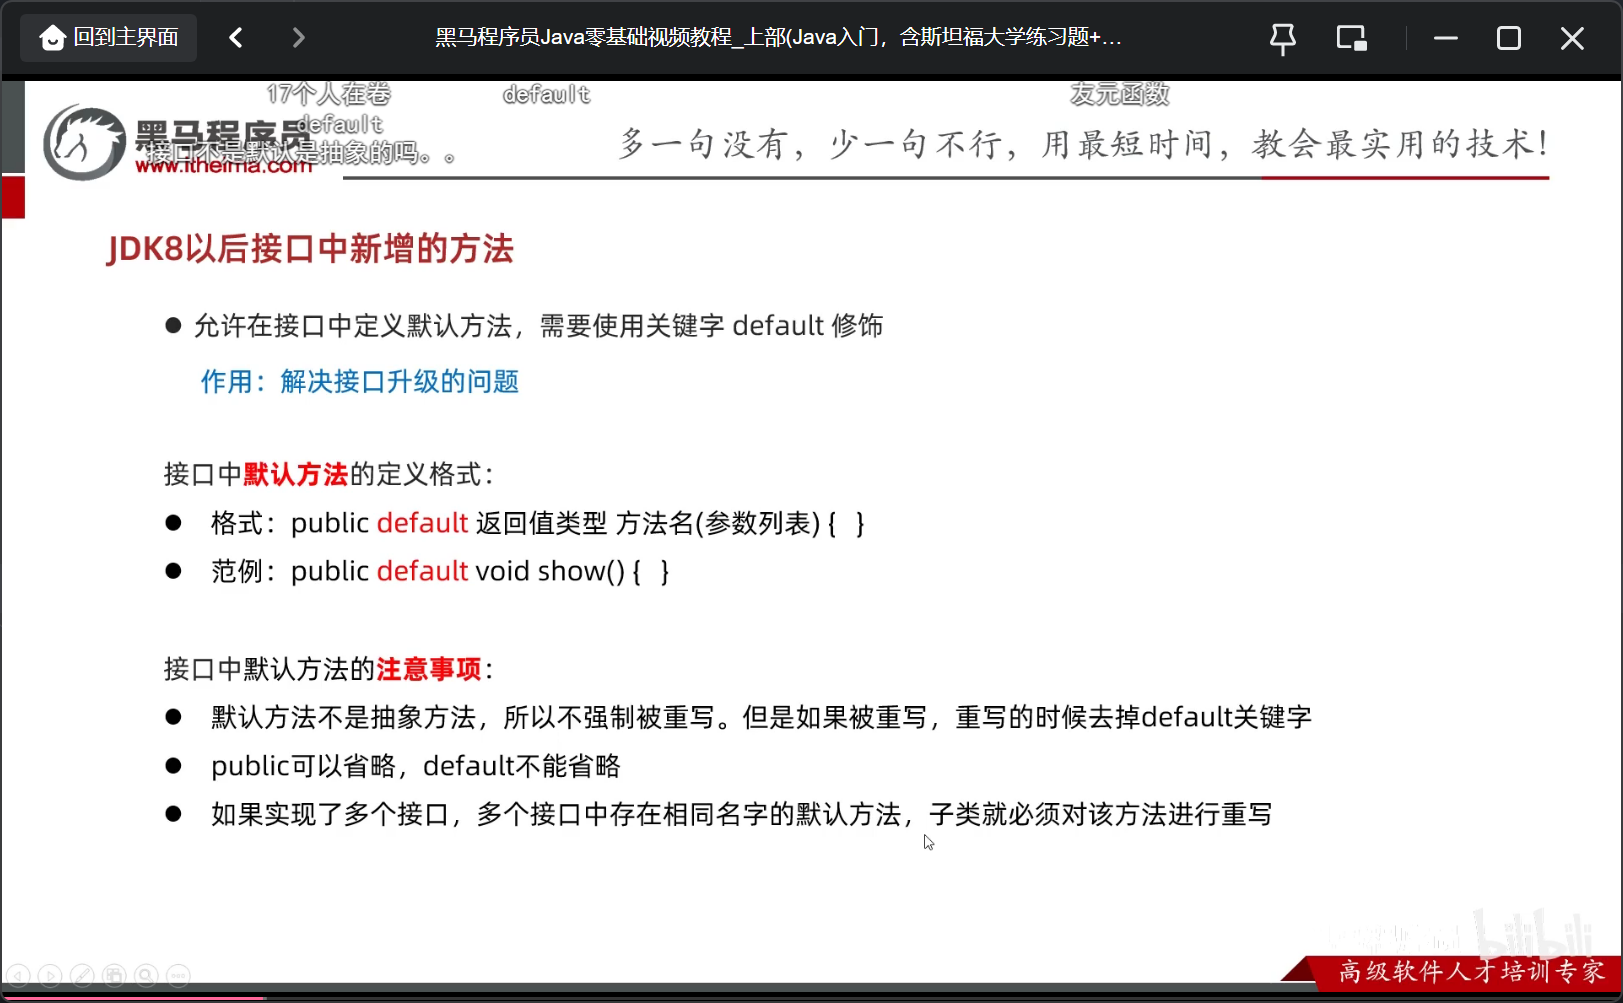 回到主界面
黑马程序员Java零基础视频教程_上部(Java入门，含斯坦福大学练习题+...
17个人在卷
default
友元函数
default
黑马程序员
接口不是默认是抽象的吗。。
www.itheima.com
多一句没有，少一句不行，用最短时间，教会最实用的技术！
JDK8以后接口中新增的方法
● 允许在接口中定义默认方法，需要使用关键字 default 修饰
作用：解决接口升级的问题
接口中默认方法的定义格式：
● 格式：public default 返回值类型 方法名(参数列表) { }
● 范例：public default void show() { }
接口中默认方法的注意事项：
● 默认方法不是抽象方法，所以不强制被重写。但是如果被重写，重写的时候去掉default关键字
● public可以省略，default不能省略
● 如果实现了多个接口，多个接口中存在相同名字的默认方法，子类就必须对该方法进行重写
bilibili
高级软件人才培训专家